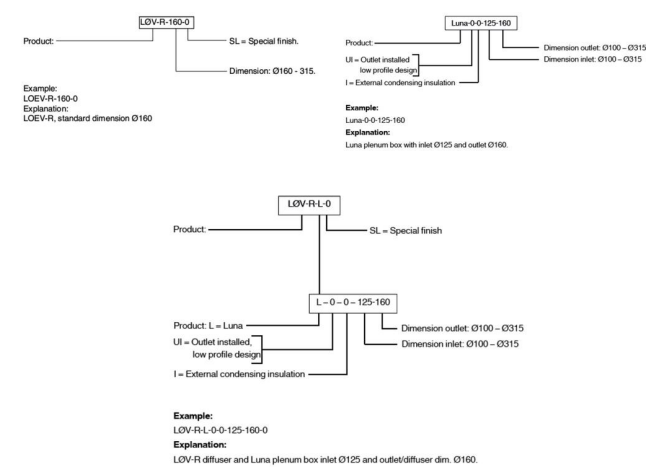 LØV-R-160-0
Product:
SL = Special finish.
Dimension: Ø160 - 315.
Example:
LOEV-R-160-0
Explanation:
LOEV-R, standard dimension Ø160
Luna-0-0-125-160
Product:
Dimension outlet: Ø100 – Ø315
UI = Outlet installed
low profile design
Dimension inlet: Ø100 – Ø315
I = External condensing insulation
Example:
Luna-0-0-125-160
Explanation:
Luna plenum box with inlet Ø125 and outlet Ø160.
LØV-R-L-0
Product:
SL = Special finish
L – 0 – 0 – 125-160
Product: L = Luna
Dimension outlet: Ø100 – Ø315
UI = Outlet installed,
low profile design
Dimension inlet: Ø100 – Ø315
I = External condensing insulation
Example:
LØV-R-L-0-0-125-160-0
Explanation:
LØV-R diffuser and Luna plenum box inlet Ø125 and outlet/diffuser dim. Ø160.